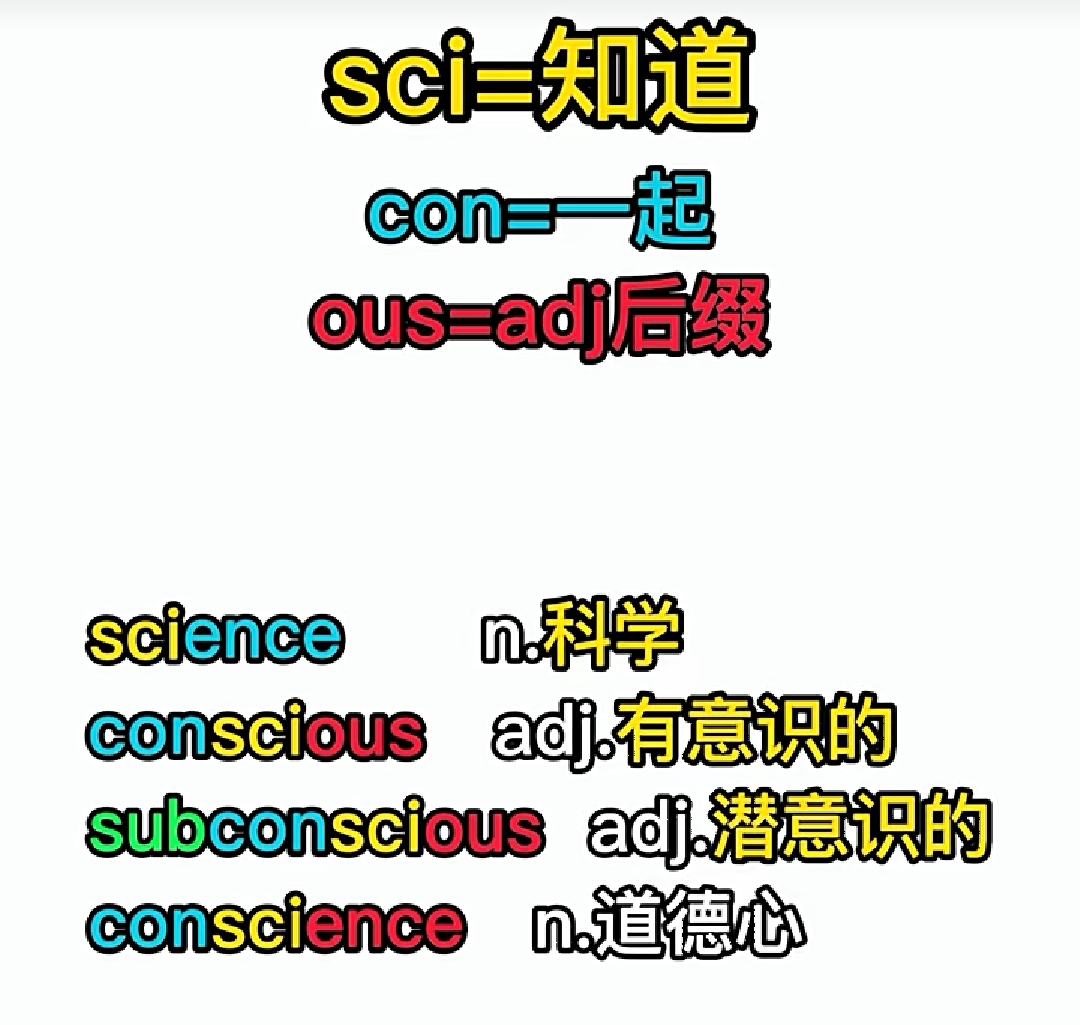 sci=知道
con=一起
ous=adj后缀
science n.科学
conscious adj.有意识的
subconscious adj.潜意识的
conscience n.道德心